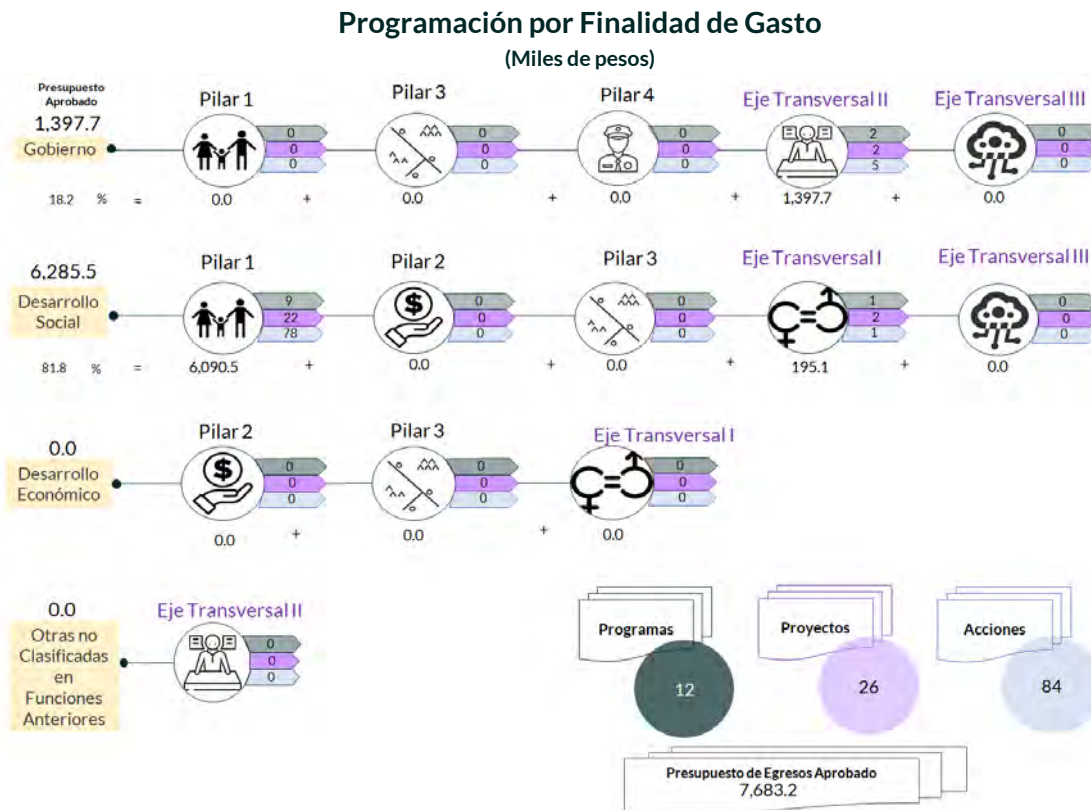 Programación por Finalidad de Gasto
(Miles de pesos)
Presupuesto
Aprobado
1,397.7
Gobierno
Pilar 1
0
0
0
Pilar 3
0
0
0
Pilar 4
0
0
0
Eje Transversal II
2
2
5
Eje Transversal III
0
0
0
18.2 % = 0.0 + 0.0 + 0.0 + 1,397.7 + 0.0
6,285.5
Desarrollo
Social
Pilar 1
9
22
78
Pilar 2
$
0
0
0
Pilar 3
0
0
0
Eje Transversal I
1
2
1
Eje Transversal III
0
0
0
81.8 % = 6,090.5 + 0.0 + 0.0 + 195.1 + 0.0
0.0
Desarrollo
Económico
Pilar 2
$
0
0
0
Pilar 3
0
0
0
Eje Transversal I
0
0
0
0.0 + 0.0 + 0.0
0.0
Otras no
Clasificadas
en
Funciones
Anteriores
Eje Transversal II
0
0
0
Programas
12
Proyectos
26
Acciones
84
Presupuesto de Egresos Aprobado
7,683.2